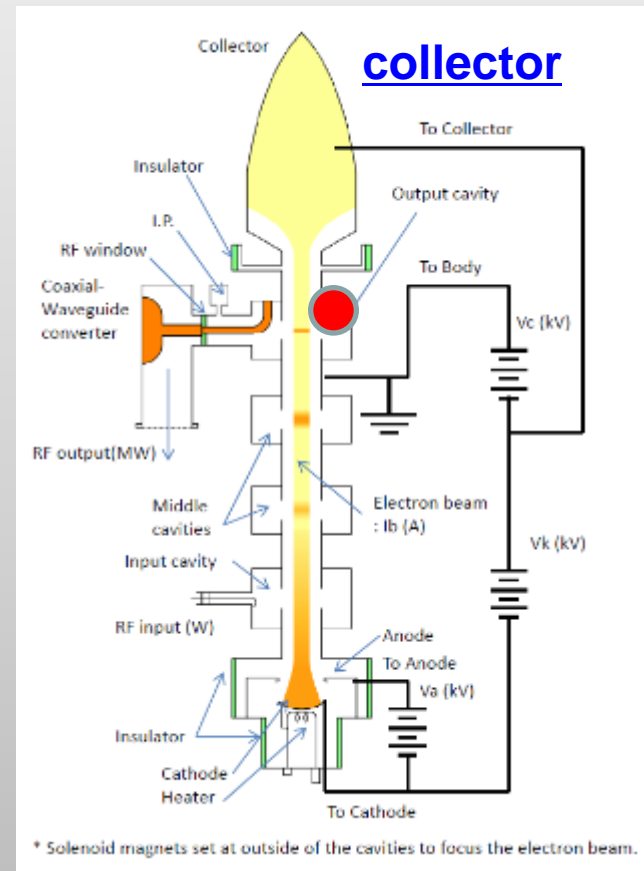 Collector
collector
To Collector
Insulator
Output cavity
I.P.
RF window
To Body
Coaxial-
Waveguide
converter
Vc (kV)
RF output(MW)
Middle
cavities
Electron beam
: Ib (A)
Vk (kV)
Input cavity
RF input (W)
Anode
To Anode
Va (kV)
Insulator
Cathode
Heater
To Cathode
* Solenoid magnets set at outside of the cavities to focus the electron beam.